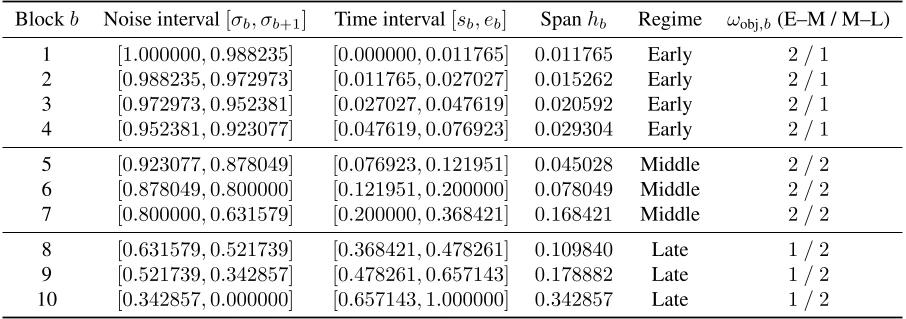 Block b Noise interval [σ_b, σ_{b+1}] Time interval [s_b, e_b] Span h_b Regime ω_{obj,b} (E–M / M–L)
1 [1.000000, 0.988235] [0.000000, 0.011765] 0.011765 Early 2 / 1
2 [0.988235, 0.972973] [0.011765, 0.027027] 0.015262 Early 2 / 1
3 [0.972973, 0.952381] [0.027027, 0.047619] 0.020592 Early 2 / 1
4 [0.952381, 0.923077] [0.047619, 0.076923] 0.029304 Early 2 / 1
5 [0.923077, 0.878049] [0.076923, 0.121951] 0.045028 Middle 2 / 2
6 [0.878049, 0.800000] [0.121951, 0.200000] 0.078049 Middle 2 / 2
7 [0.800000, 0.631579] [0.200000, 0.368421] 0.168421 Middle 2 / 2
8 [0.631579, 0.521739] [0.368421, 0.478261] 0.109840 Late 1 / 2
9 [0.521739, 0.342857] [0.478261, 0.657143] 0.178882 Late 1 / 2
10 [0.342857, 0.000000] [0.657143, 1.000000] 0.342857 Late 1 / 2